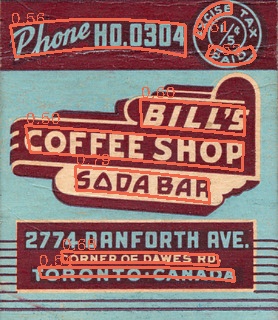 Phone HO. 0304
EXCISE TAX
1/5¢
PAID
BILL'S
COFFEE SHOP
SODA BAR
2774 DANFORTH AVE.
CORNER OF DAWES RD.
TORONTO-CANADA